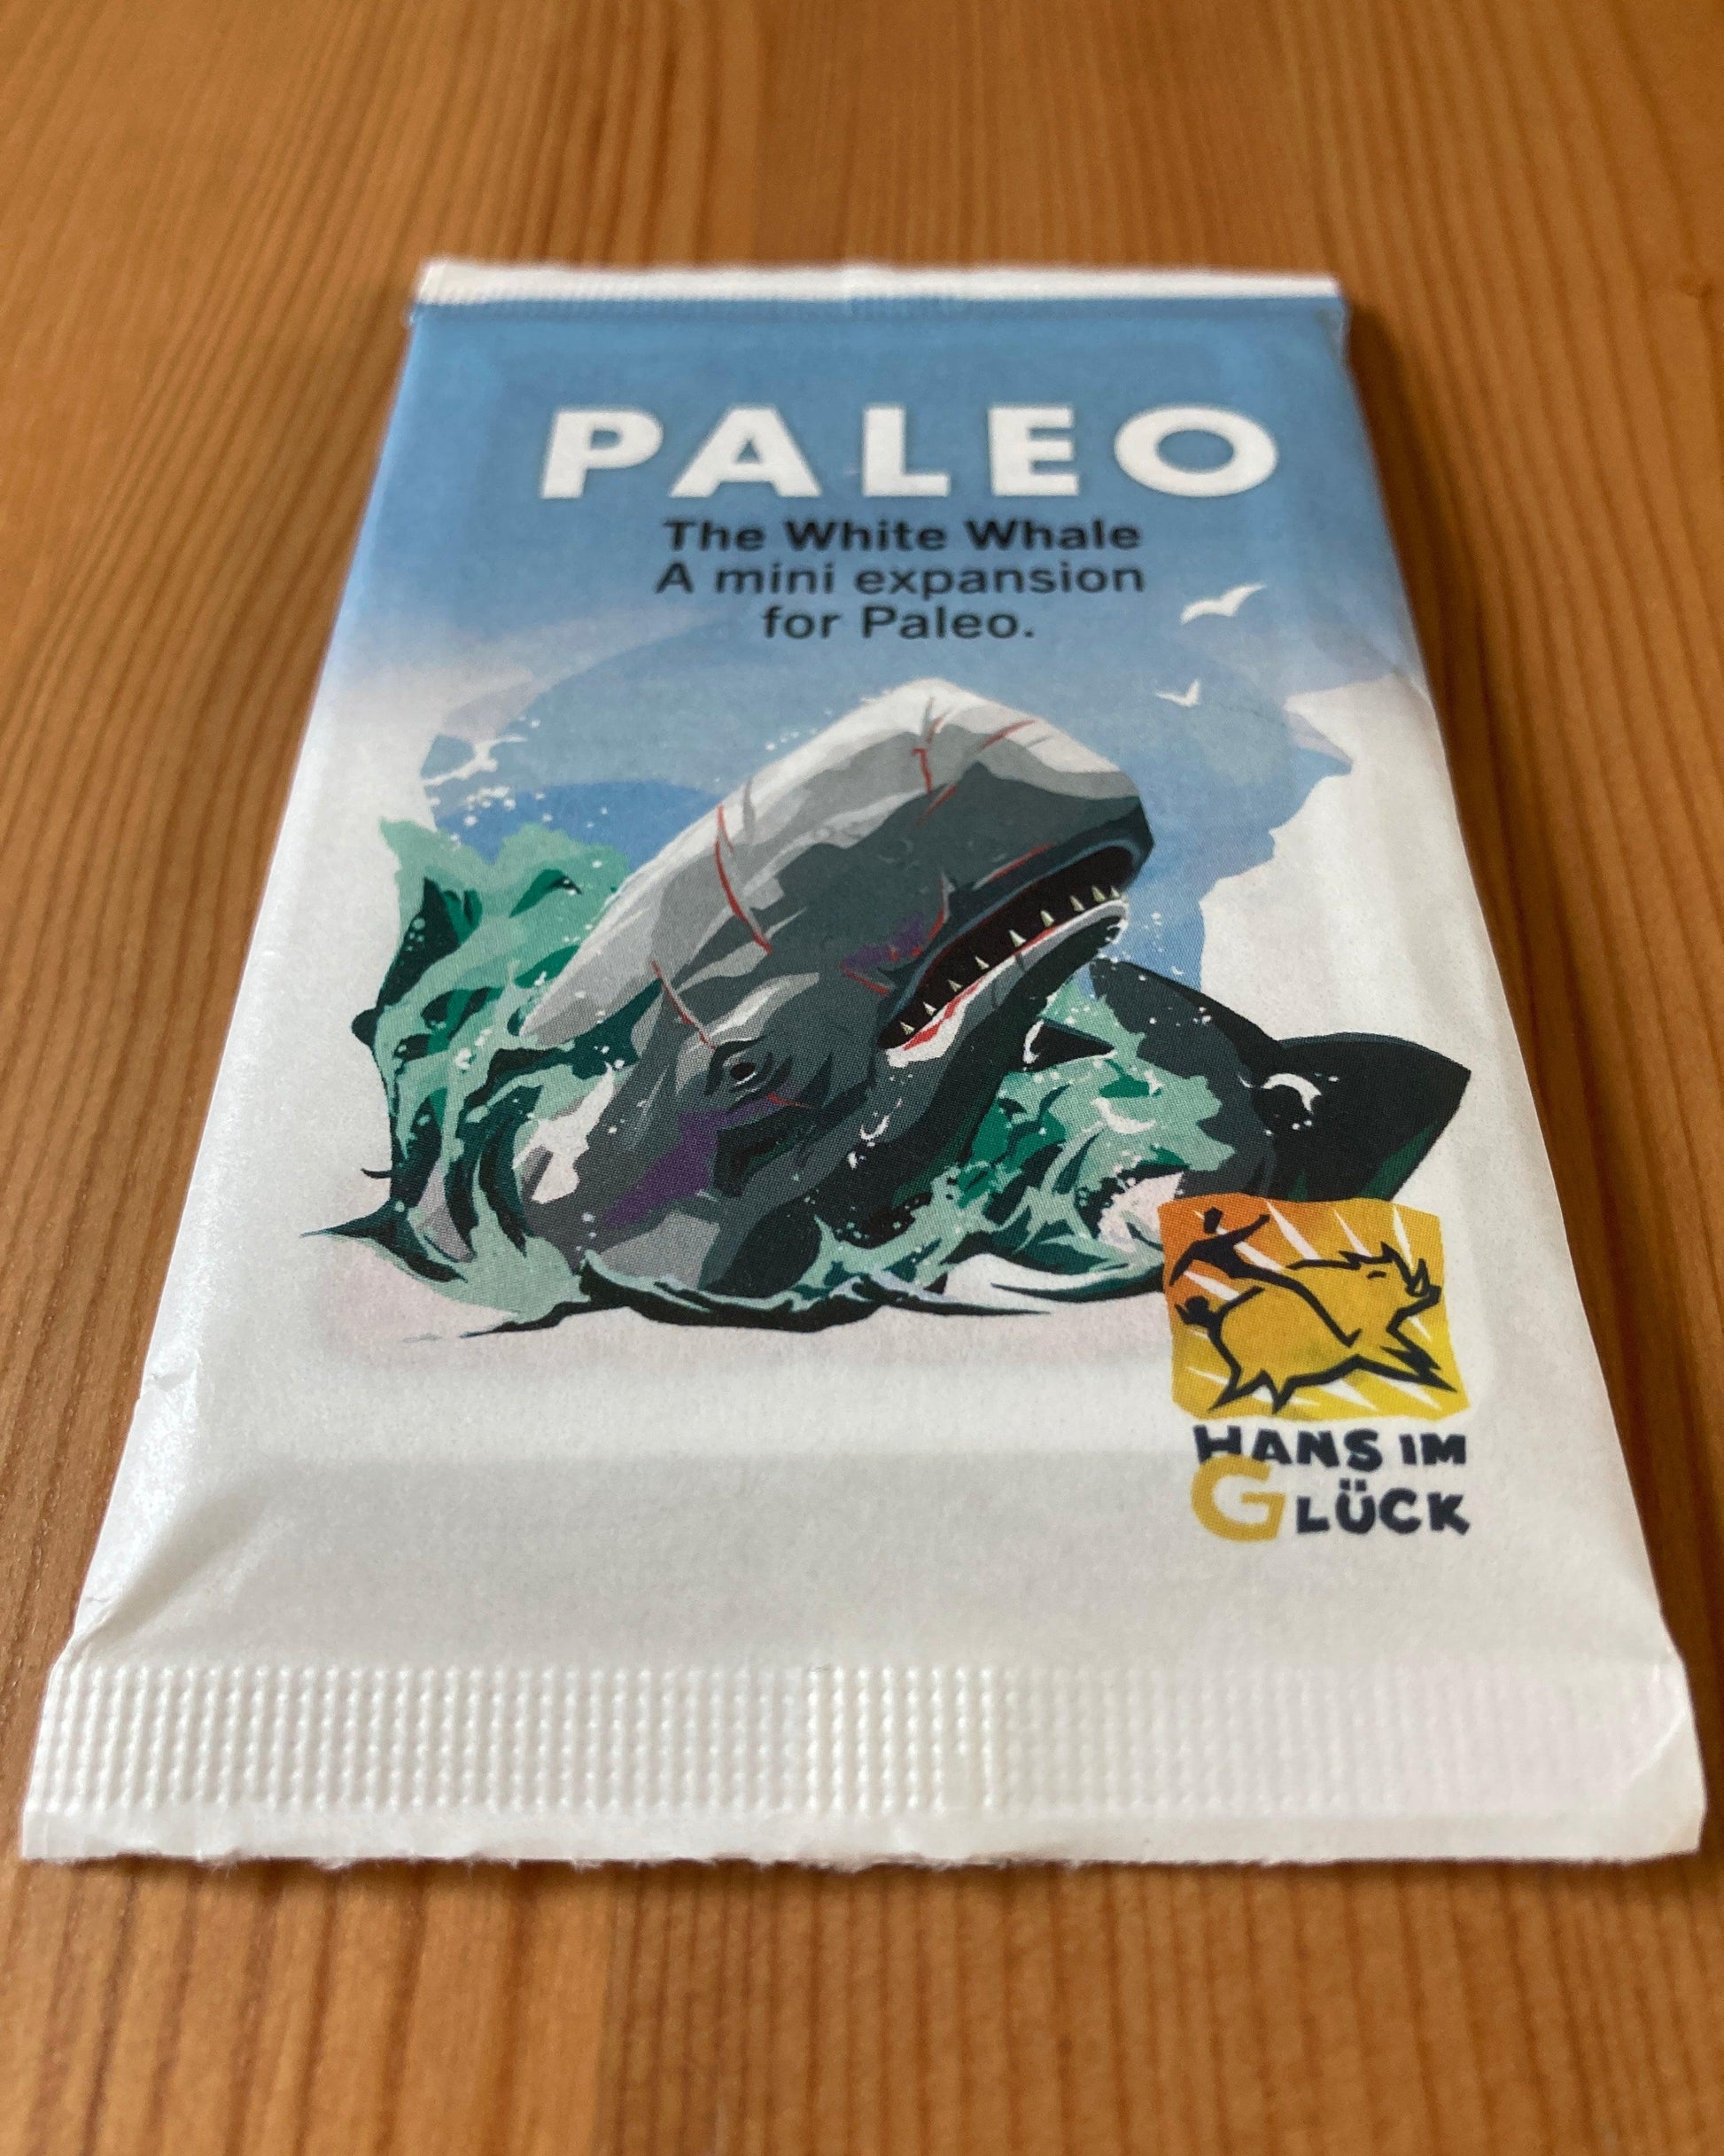 PALEO
The White Whale
A mini expansion
for Paleo.
HANS IM
GLÜCK